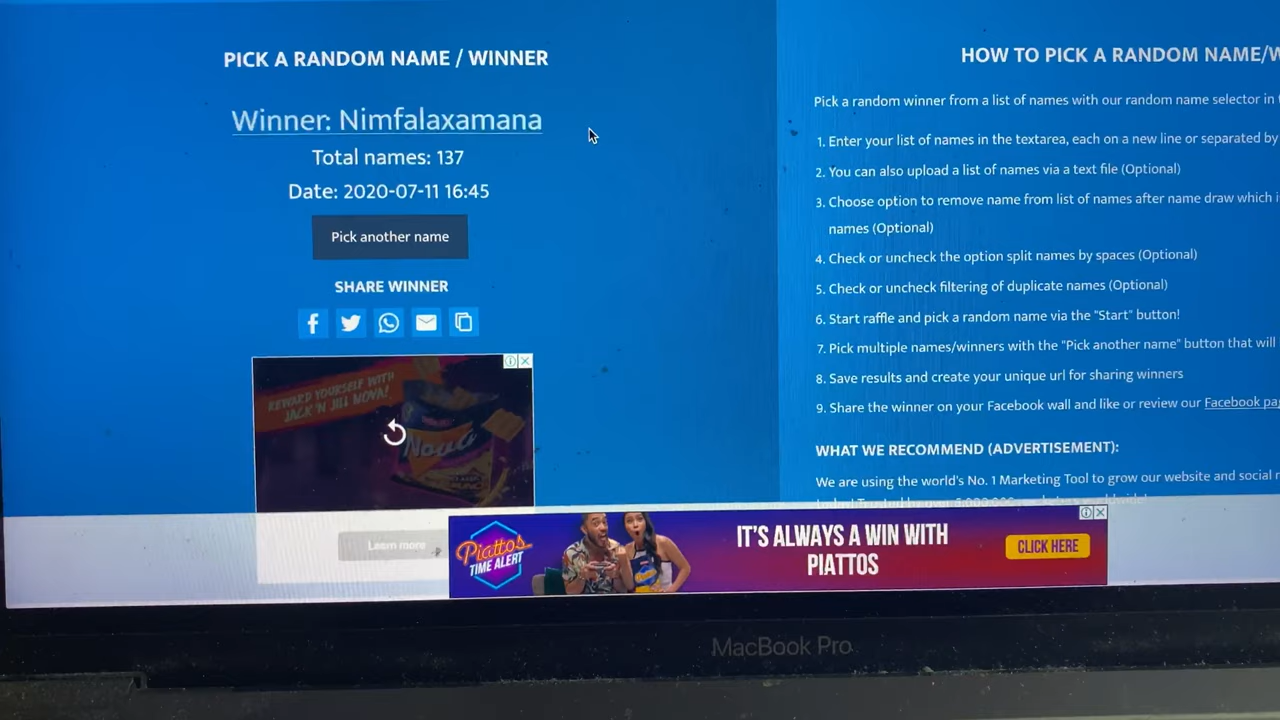 PICK A RANDOM NAME / WINNER
Winner: Nimfalaxamana
Total names: 137
Date: 2020-07-11 16:45
Pick another name
SHARE WINNER
REWARD YOURSELF WITH
JACK 'N JILL NOVA!
Nova
Learn more
HOW TO PICK A RANDOM NAME/W
Pick a random winner from a list of names with our random name selector in
1. Enter your list of names in the textarea, each on a new line or separated by
2. You can also upload a list of names via a text file (Optional)
3. Choose option to remove name from list of names after name draw which
names (Optional)
4. Check or uncheck the option split names by spaces (Optional)
5. Check or uncheck filtering of duplicate names (Optional)
6. Start raffle and pick a random name via the "Start" button!
7. Pick multiple names/winners with the "Pick another name" button that will
8. Save results and create your unique url for sharing winners
9. Share the winner on your Facebook wall and like or review our Facebook pa
WHAT WE RECOMMEND (ADVERTISEMENT):
We are using the world's No. 1 Marketing Tool to grow our website and social
Piattos
TIME ALERT
IT'S ALWAYS A WIN WITH
PIATTOS
CLICK HERE
MacBook Pro